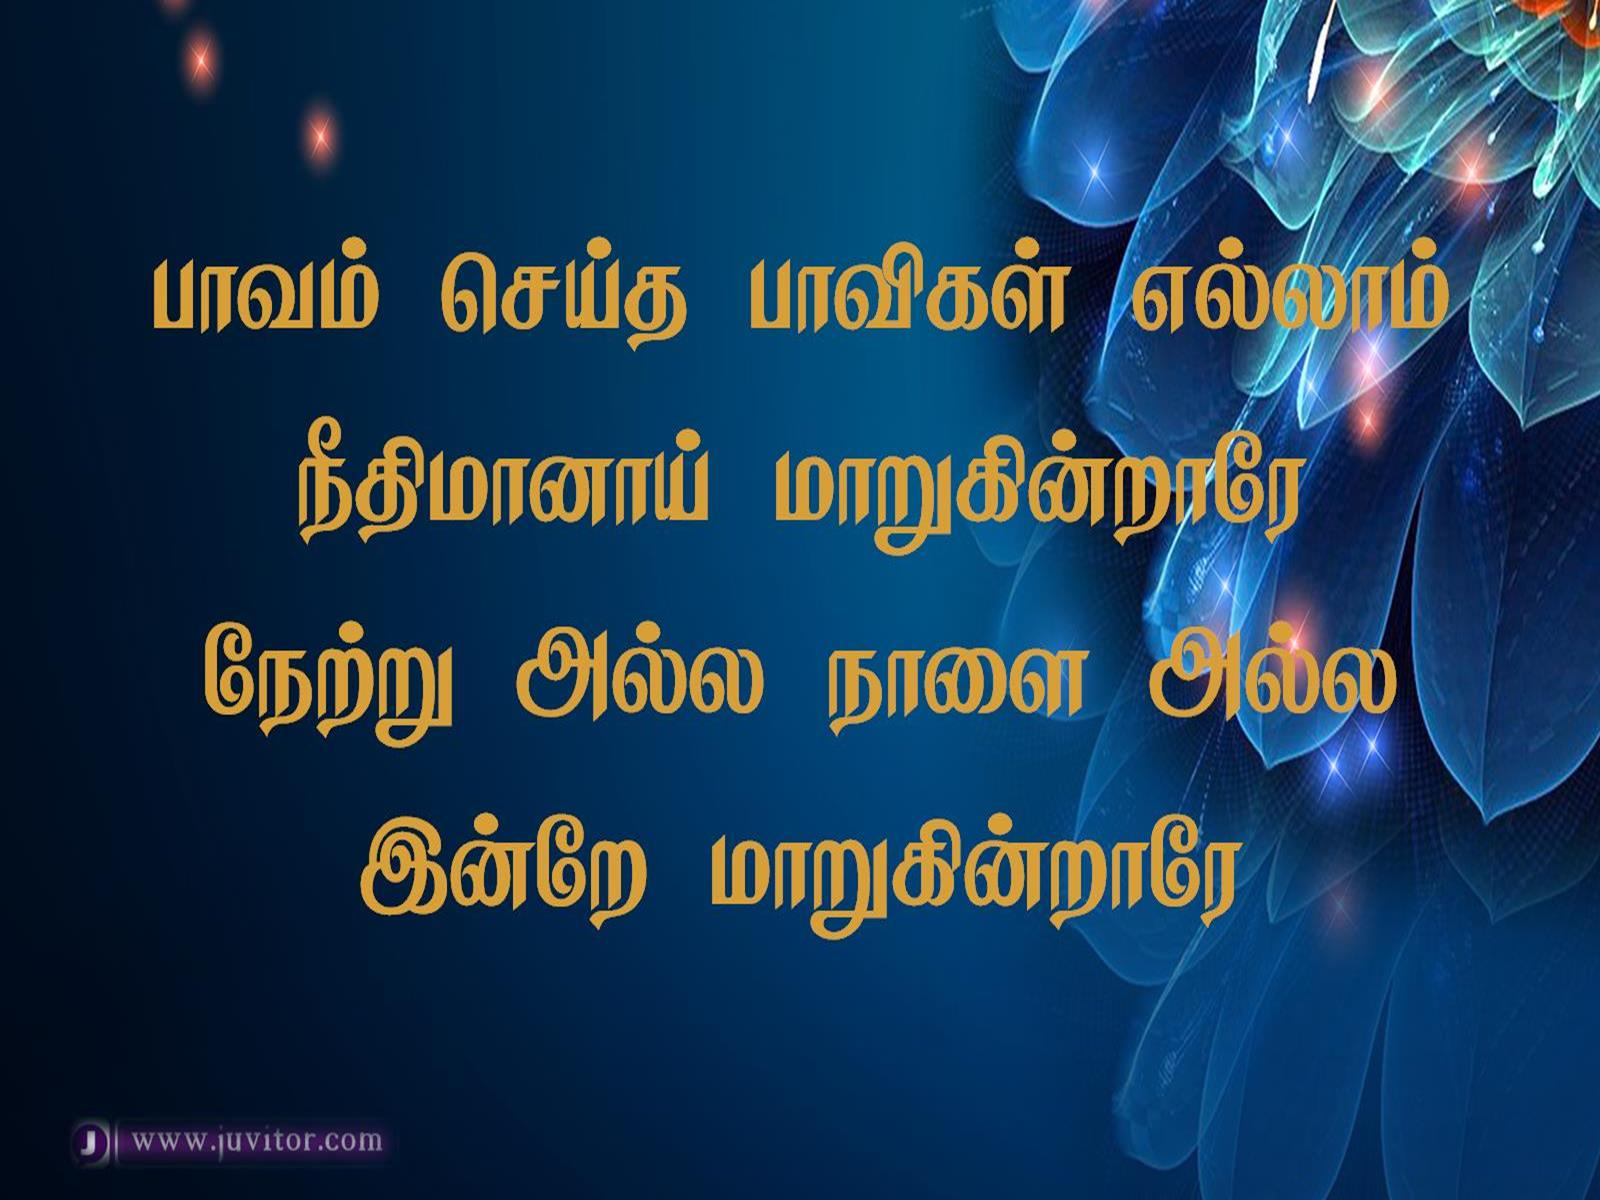 பாவம் செய்த பாவிகள் எல்லாம்
நீதிமானாய் மாறுகின்றாரே
நேற்று அல்ல நாளை அல்ல
இன்றே மாறுகின்றாரே
J www.juvitor.com